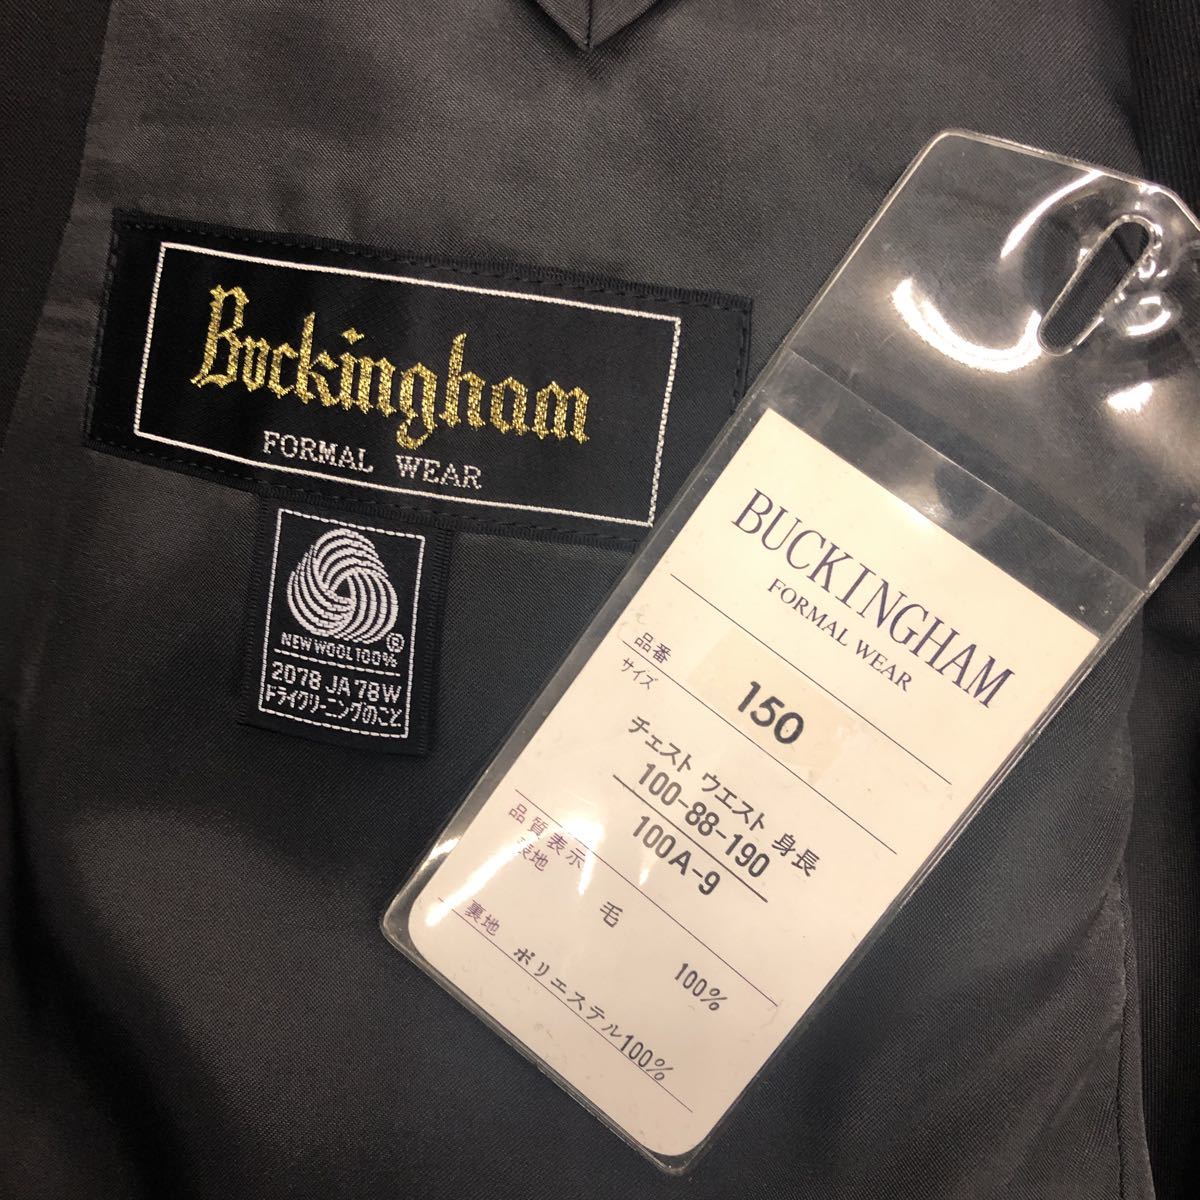 Buckingham
FORMAL WEAR
NEW WOOL 100%
®
2078 JA 78W
ドライクリーニングのこと
BUCKINGHAM
FORMAL WEAR
品番 150
サイズ
チェスト ウエスト 身長
100-88-190
100A-9
品質表示
表地 毛 100%
裏地 ポリエステル100%